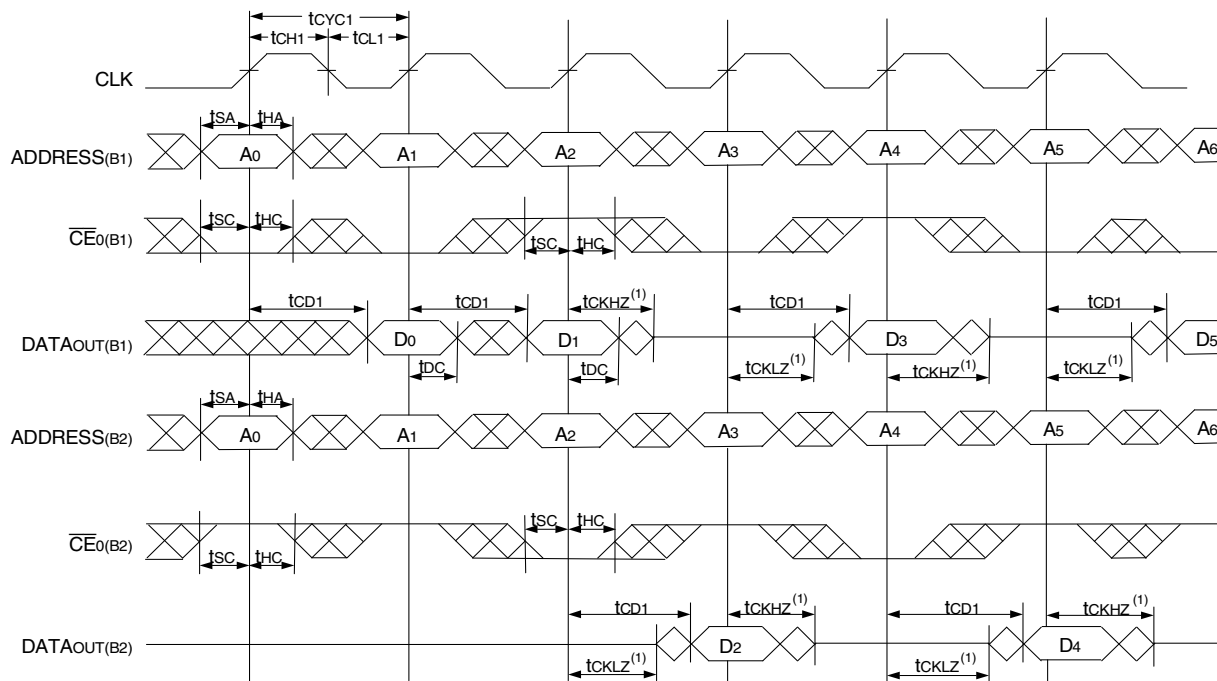 tCYC1
tCH1 tCL1
CLK
tSA tHA
ADDRESS(B1) A0 A1 A2 A3 A4 A5 A6
tSC tHC
CE0(B1)
tSC tHC
tCD1 tCD1 tCKHZ(1) tCD1 tCD1
DATAOUT(B1) D0 D1 D3 D5
tDC tDC tCKLZ(1) tCKHZ(1) tCKLZ(1)
tSA tHA
ADDRESS(B2) A0 A1 A2 A3 A4 A5 A6
tSC tHC
CE0(B2)
tSC tHC
tCD1 tCKHZ(1) tCD1 tCKHZ(1)
DATAOUT(B2) D2 D4
tCKLZ(1) tCKLZ(1)